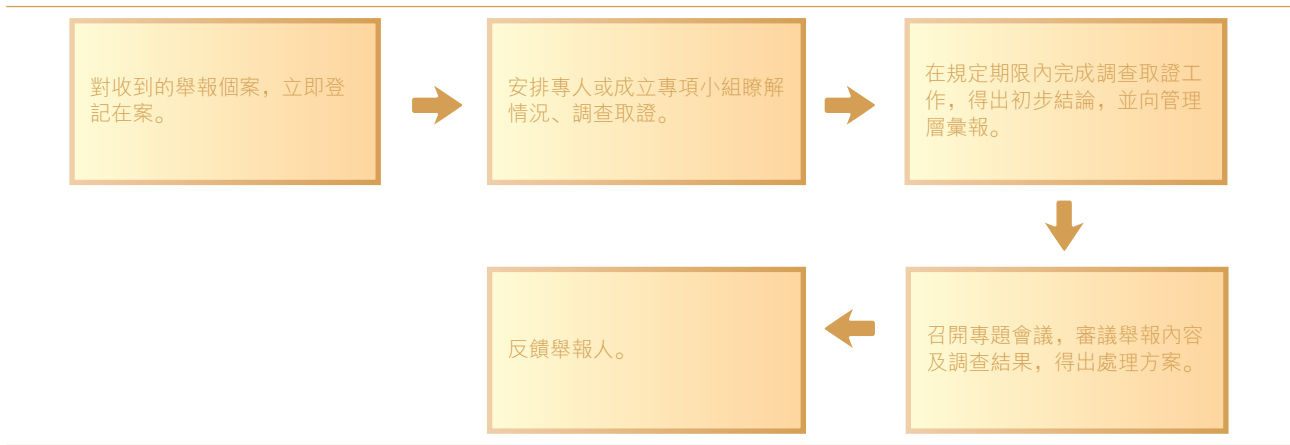 對收到的舉報個案，立即登
記在案。
安排專人或成立專項小組瞭解
情況、調查取證。
在規定期限內完成調查取證工
作，得出初步結論，並向管理
層彙報。
召開專題會議，審議舉報內容
及調查結果，得出處理方案。
反饋舉報人。